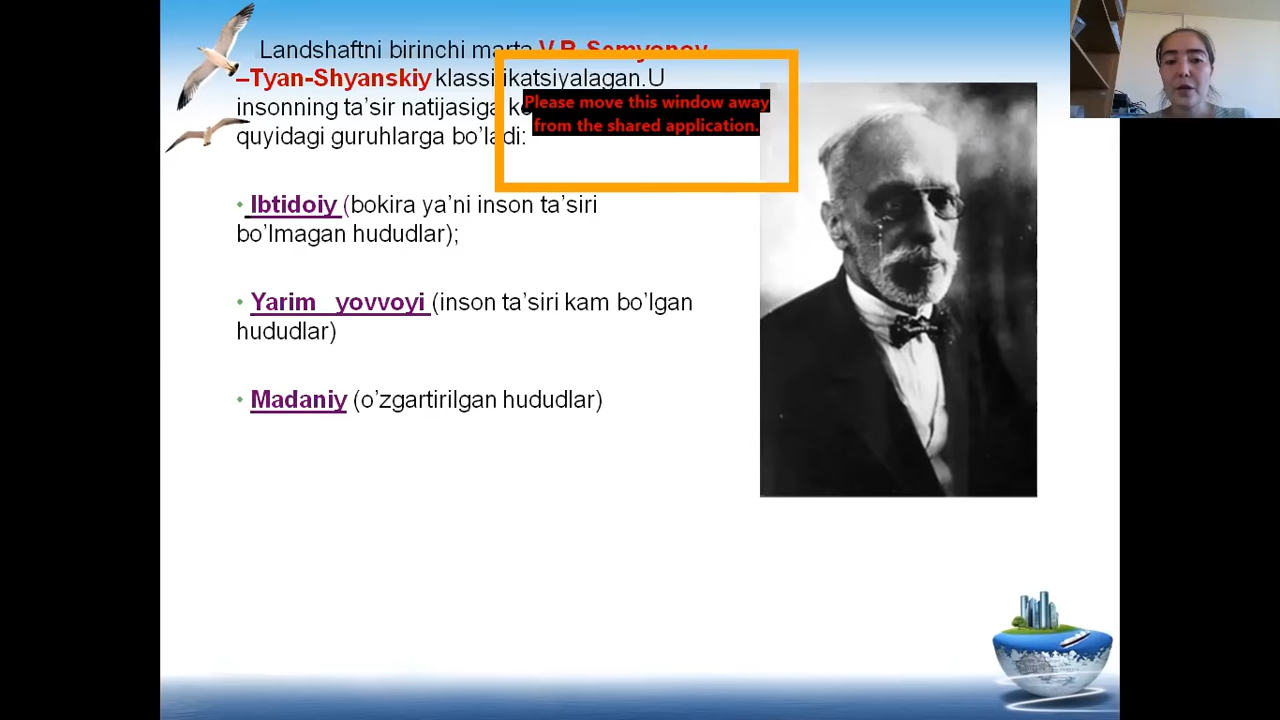 Landshaftni birinchi marta V.P. Semyonov
–Tyan-Shyanskiy klassifikatsiyalagan.U
insonning ta’sir natijasiga
quyidagi guruhlarga bo’ladi:
Please move this window away
from the shared application.
• Ibtidoiy (bokira ya’ni inson ta’siri
bo’lmagan hududlar);
• Yarim yovvoyi (inson ta’siri kam bo’lgan
hududlar)
• Madaniy (o’zgartirilgan hududlar)